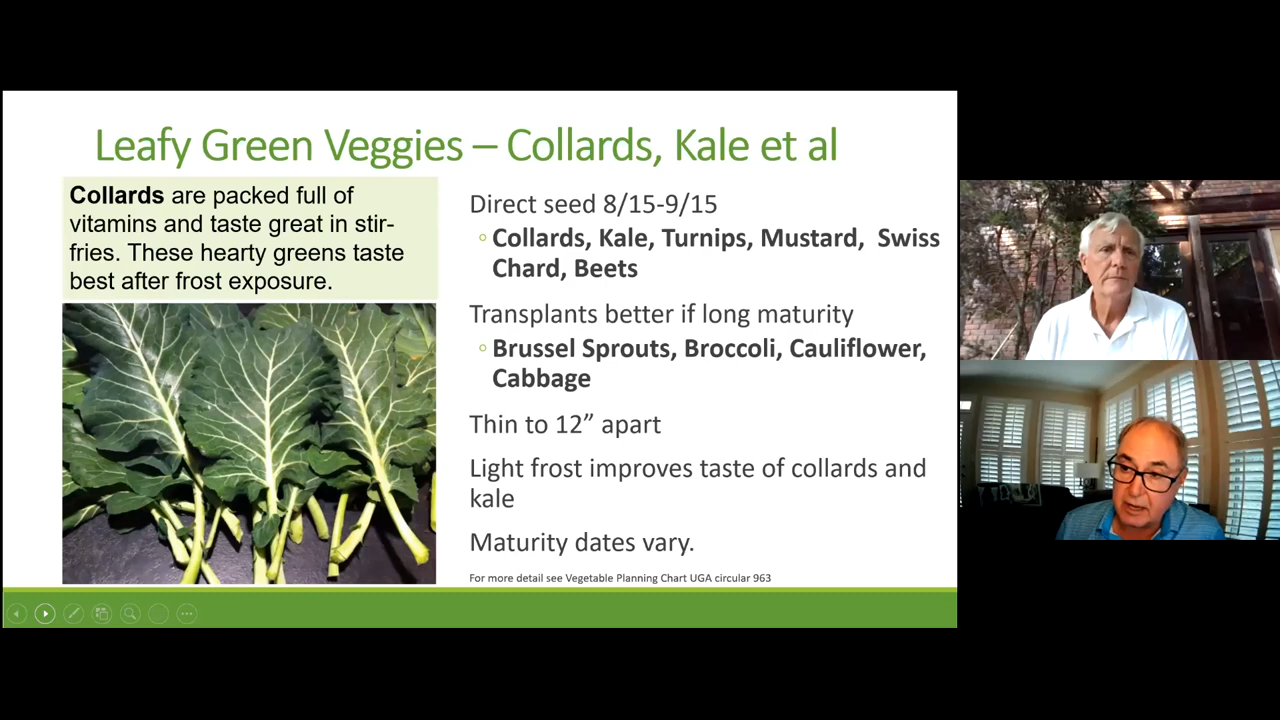 Leafy Green Veggies – Collards, Kale et al
Collards are packed full of
vitamins and taste great in stir-
fries. These hearty greens taste
best after frost exposure.
Direct seed 8/15-9/15
Collards, Kale, Turnips, Mustard, Swiss
Chard, Beets
Transplants better if long maturity
Brussel Sprouts, Broccoli, Cauliflower,
Cabbage
Thin to 12” apart
Light frost improves taste of collards and
kale
Maturity dates vary.
For more detail see Vegetable Planning Chart UGA circular 963